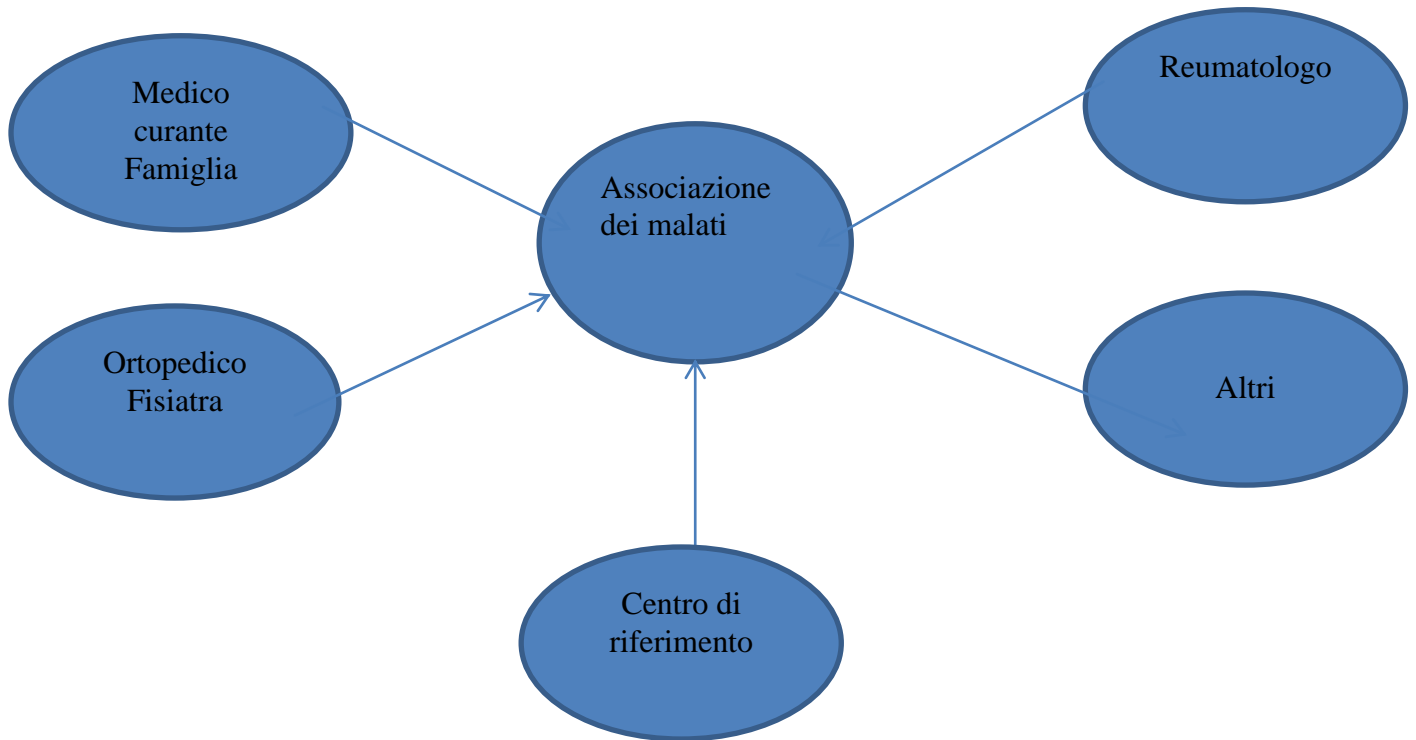 Medico
curante
Famiglia
Reumatologo
Associazione
dei malati
Ortopedico
Fisiatra
Altri
Centro di
riferimento